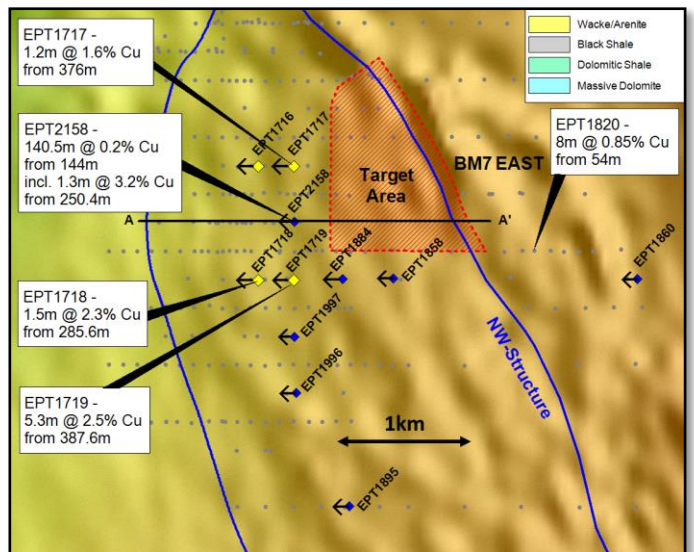 EPT1717 -
1.2m @ 1.6% Cu
from 376m
EPT2158 -
140.5m @ 0.2% Cu
from 144m
incl. 1.3m @ 3.2% Cu
from 250.4m
EPT1718 -
1.5m @ 2.3% Cu
from 285.6m
EPT1719 -
5.3m @ 2.5% Cu
from 387.6m
Wacke/Arenite
Black Shale
Dolomitic Shale
Massive Dolomite
EPT1820 -
8m @ 0.85% Cu
from 54m
BM7 EAST
Target
Area
EPT1716
EPT1717
EPT2158
A
A'
EPT1718
EPT1719
EPT1884
EPT1858
EPT1860
EPT1997
EPT1996
EPT1895
NW-Structure
1km